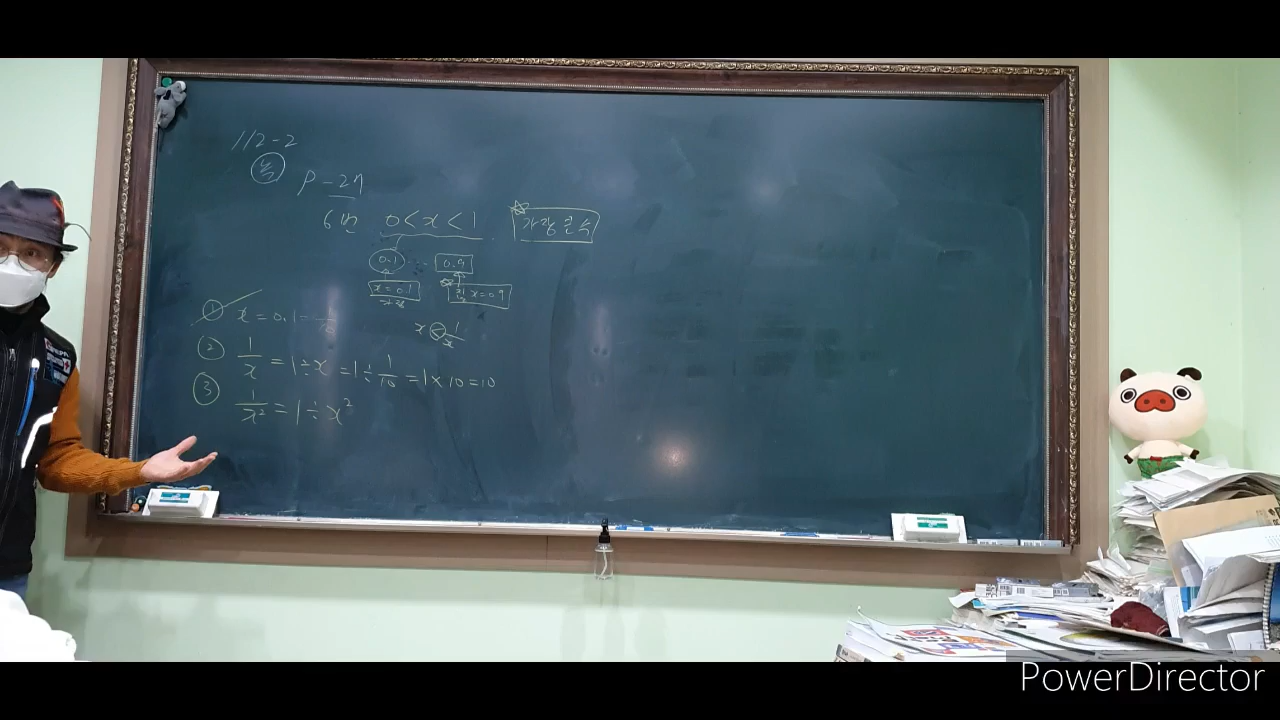 112-2
P-27
6번 0<x<1 가장 큰 수
0.1 ... 0.9
x=0.1 x=0.9
① x=0.1=1/10
x<1/x
② 1/x=1÷x=1÷1/10=1×10=10
③ 1/x²=1÷x²
PowerDirector